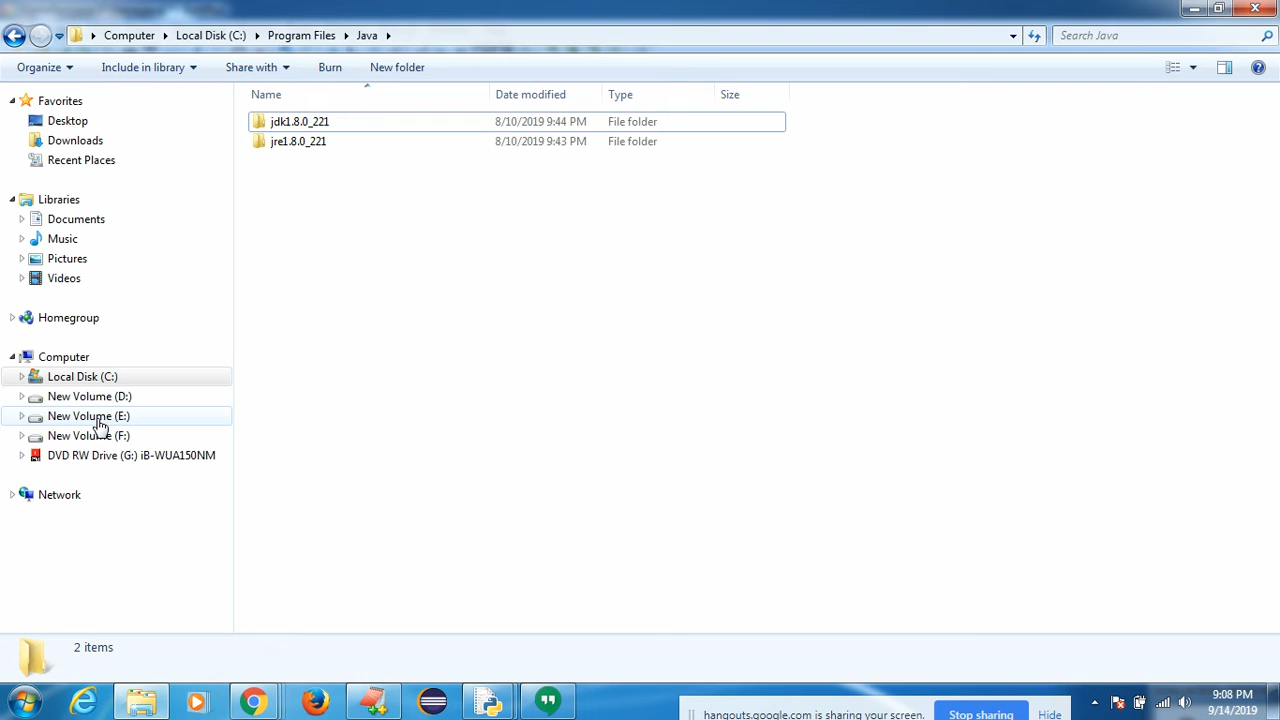 Computer Local Disk (C:) Program Files Java
Search Java
Organize Include in library Share with Burn New folder
Name Date modified Type Size
jdk1.8.0_221 8/10/2019 9:44 PM File folder
jre1.8.0_221 8/10/2019 9:43 PM File folder
Favorites
Desktop
Downloads
Recent Places
Libraries
Documents
Music
Pictures
Videos
Homegroup
Computer
Local Disk (C:)
New Volume (D:)
New Volume (E:)
New Volume (F:)
DVD RW Drive (G:) iB-WUA150NM
Network
2 items
hangouts.google.com is sharing your screen. Stop sharing Hide
9:08 PM
9/14/2019